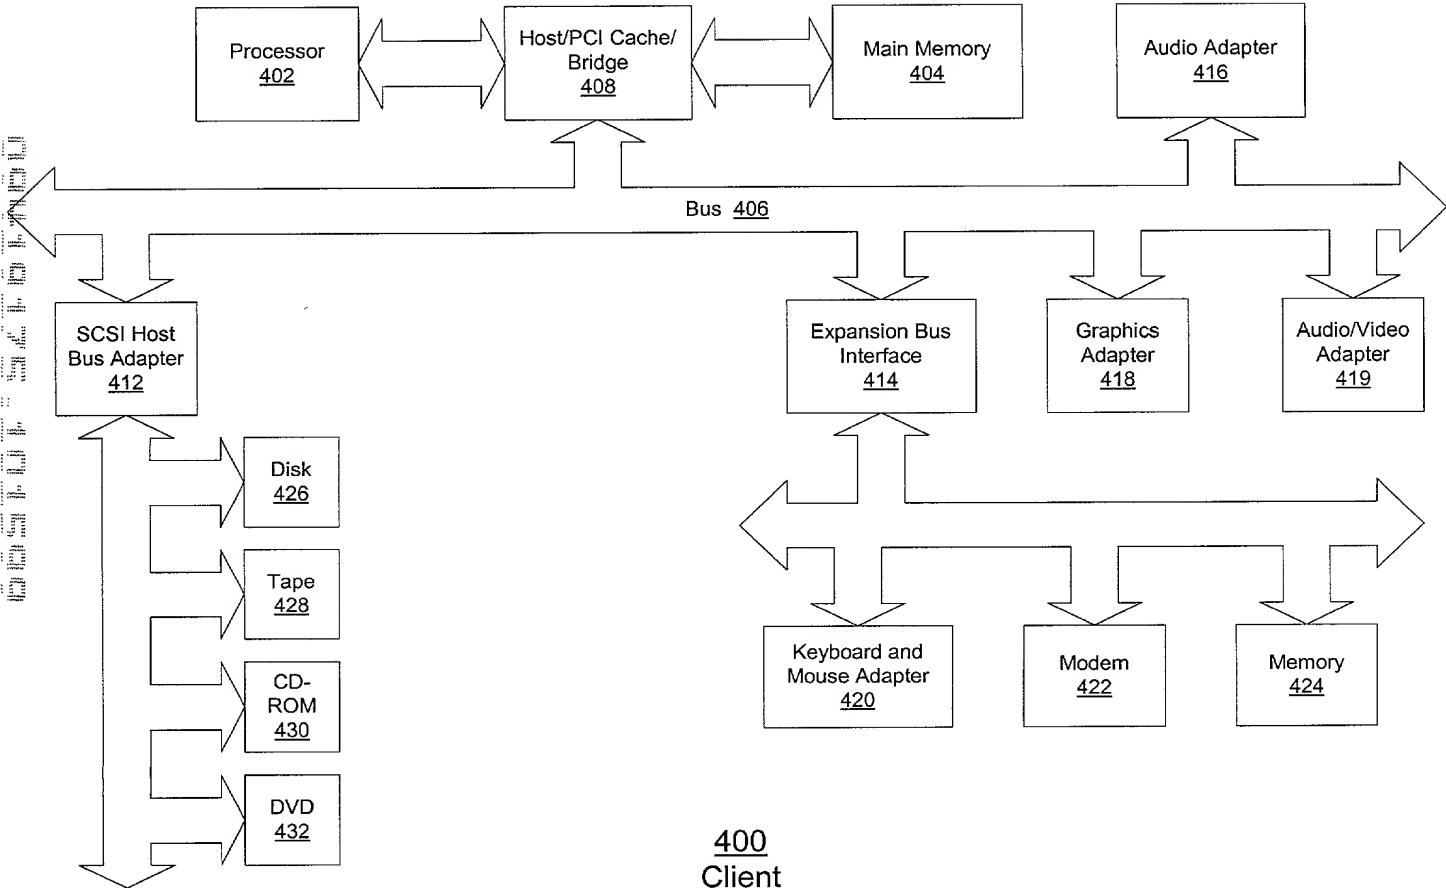 Processor
402
Host/PCI Cache/
Bridge
408
Main Memory
404
Audio Adapter
416
Bus 406
SCSI Host
Bus Adapter
412
Expansion Bus
Interface
414
Graphics
Adapter
418
Audio/Video
Adapter
419
Disk
426
Tape
428
CD-
ROM
430
DVD
432
Keyboard and
Mouse Adapter
420
Modem
422
Memory
424
400
Client